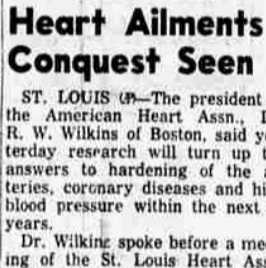 Heart Ailments
Conquest Seen
ST. LOUIS (AP)—The president
the American Heart Assn.,
R. W. Wilkins of Boston, said
terday research will turn up
answers to hardening of the
teries, coronary diseases and
blood pressure within the next
years.
Dr. Wilkins spoke before a
ing of the St. Louis Heart